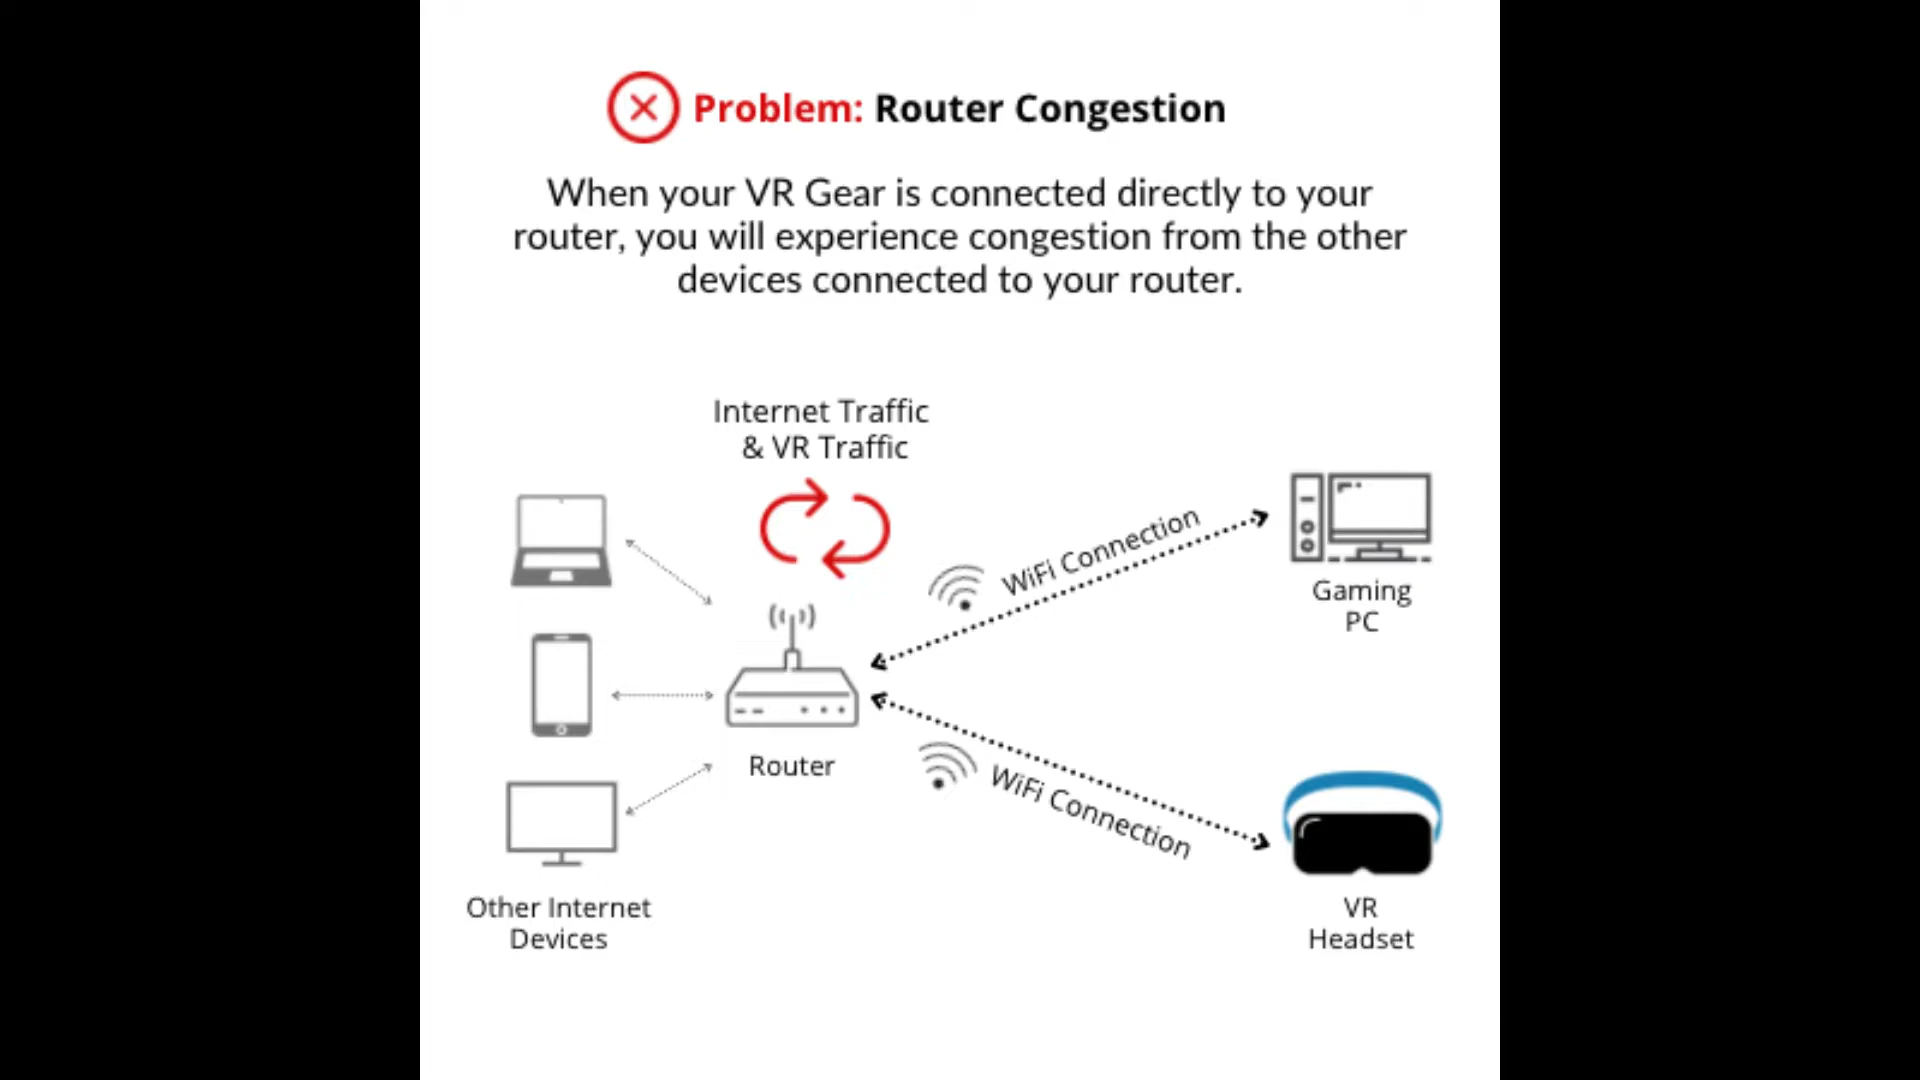 Problem: Router Congestion
When your VR Gear is connected directly to your
router, you will experience congestion from the other
devices connected to your router.
Internet Traffic
& VR Traffic
WiFi Connection
Gaming
PC
Router
WiFi Connection
Other Internet
Devices
VR
Headset